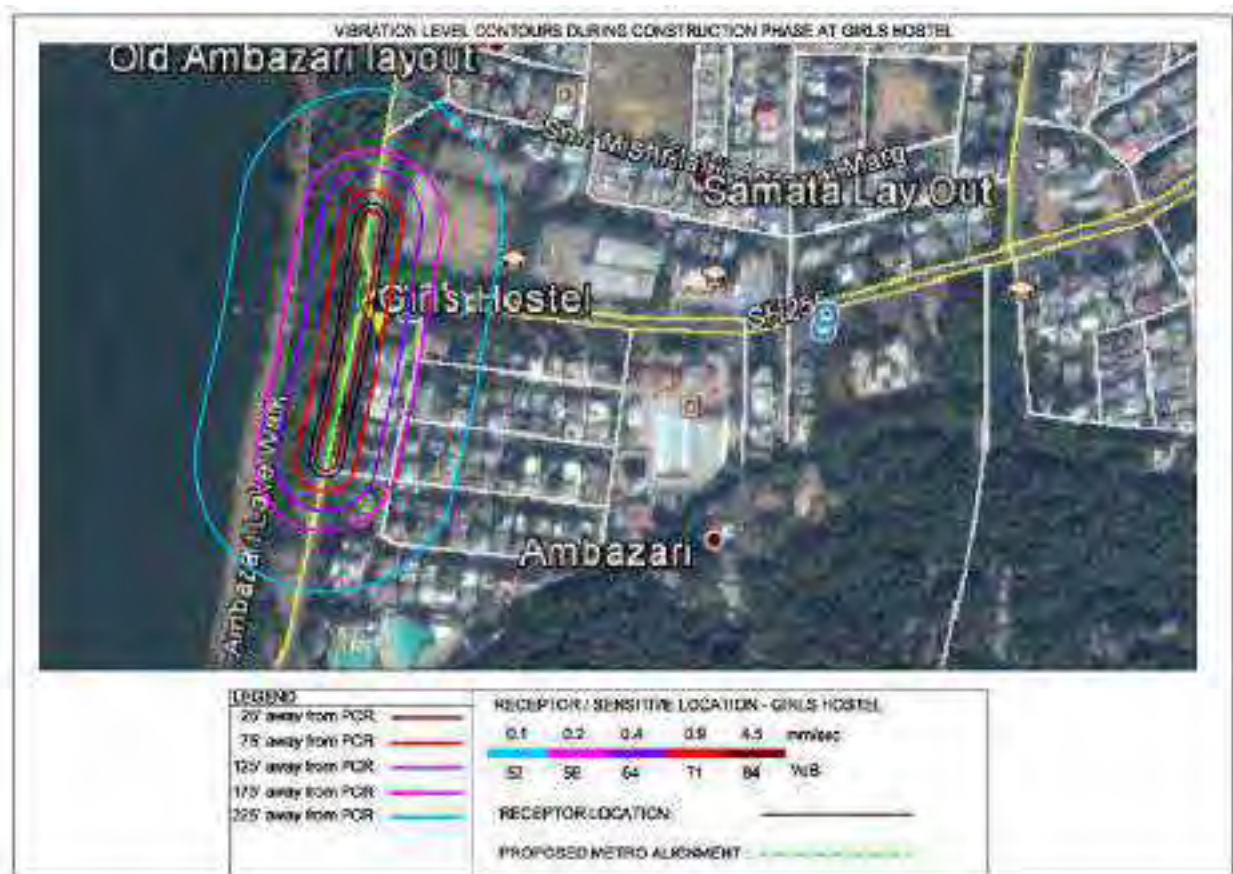 VIBRATION LEVEL CONTOURS DURING CONSTRUCTION PHASE AT GIRLS HOSTEL
Old Ambazari layout
Marg
Samata Lay Out
Girls Hostel
Ambazari
LEGEND
25' away from PCR
75' away from PCR
125' away from PCR
175' away from PCR
225' away from PCR
RECEPTOR / SENSITIVE LOCATION - GIRLS HOSTEL
0.1 0.2 0.4 0.9 4.5 mm/sec
52 58 64 71 84 VdB
RECEPTOR LOCATION
PROPOSED METRO ALIGNMENT